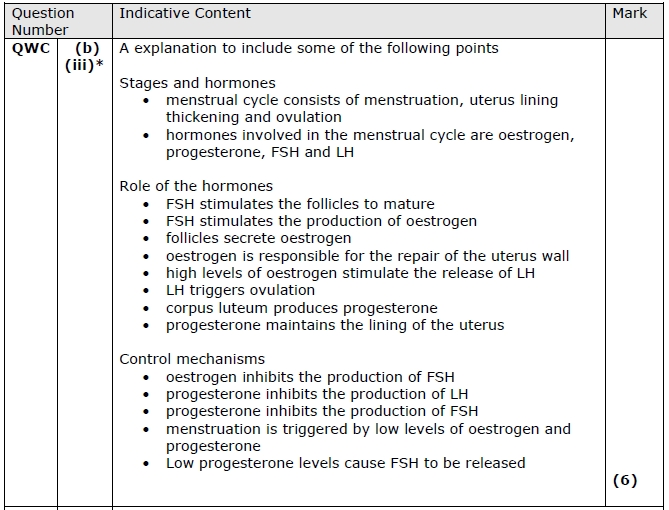 Question Number
Indicative Content
Mark
QWC
(b)
(iii)*
A explanation to include some of the following points
Stages and hormones
• menstrual cycle consists of menstruation, uterus lining
thickening and ovulation
• hormones involved in the menstrual cycle are oestrogen,
progesterone, FSH and LH
Role of the hormones
• FSH stimulates the follicles to mature
• FSH stimulates the production of oestrogen
• follicles secrete oestrogen
• oestrogen is responsible for the repair of the uterus wall
• high levels of oestrogen stimulate the release of LH
• LH triggers ovulation
• corpus luteum produces progesterone
• progesterone maintains the lining of the uterus
Control mechanisms
• oestrogen inhibits the production of FSH
• progesterone inhibits the production of LH
• progesterone inhibits the production of FSH
• menstruation is triggered by low levels of oestrogen and
progesterone
• Low progesterone levels cause FSH to be released
(6)